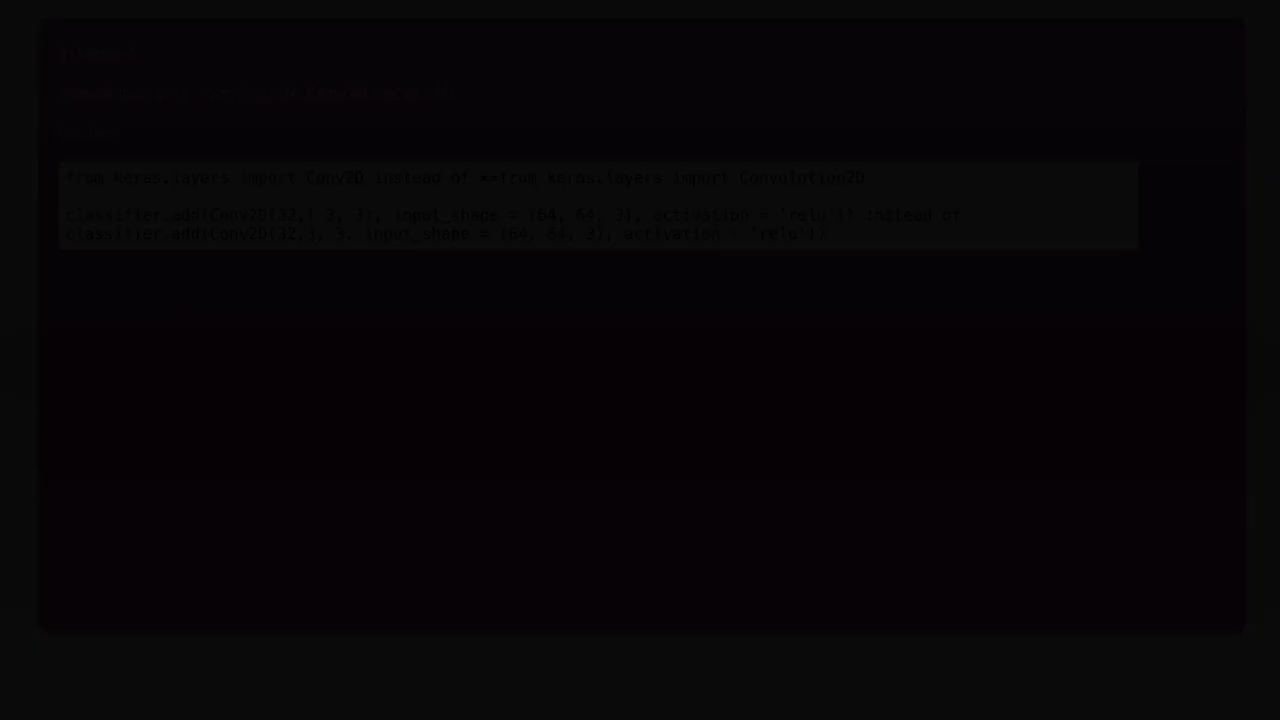 from keras.layers import Conv2D instead of **from keras.layers import Convolution2D
classifier.add(Conv2D(32,( 3, 3), input_shape = (64, 64, 3), activation = 'relu')) instead of
classifier.add(Conv2D(32,3, 3, input_shape = (64, 64, 3), activation = 'relu'))